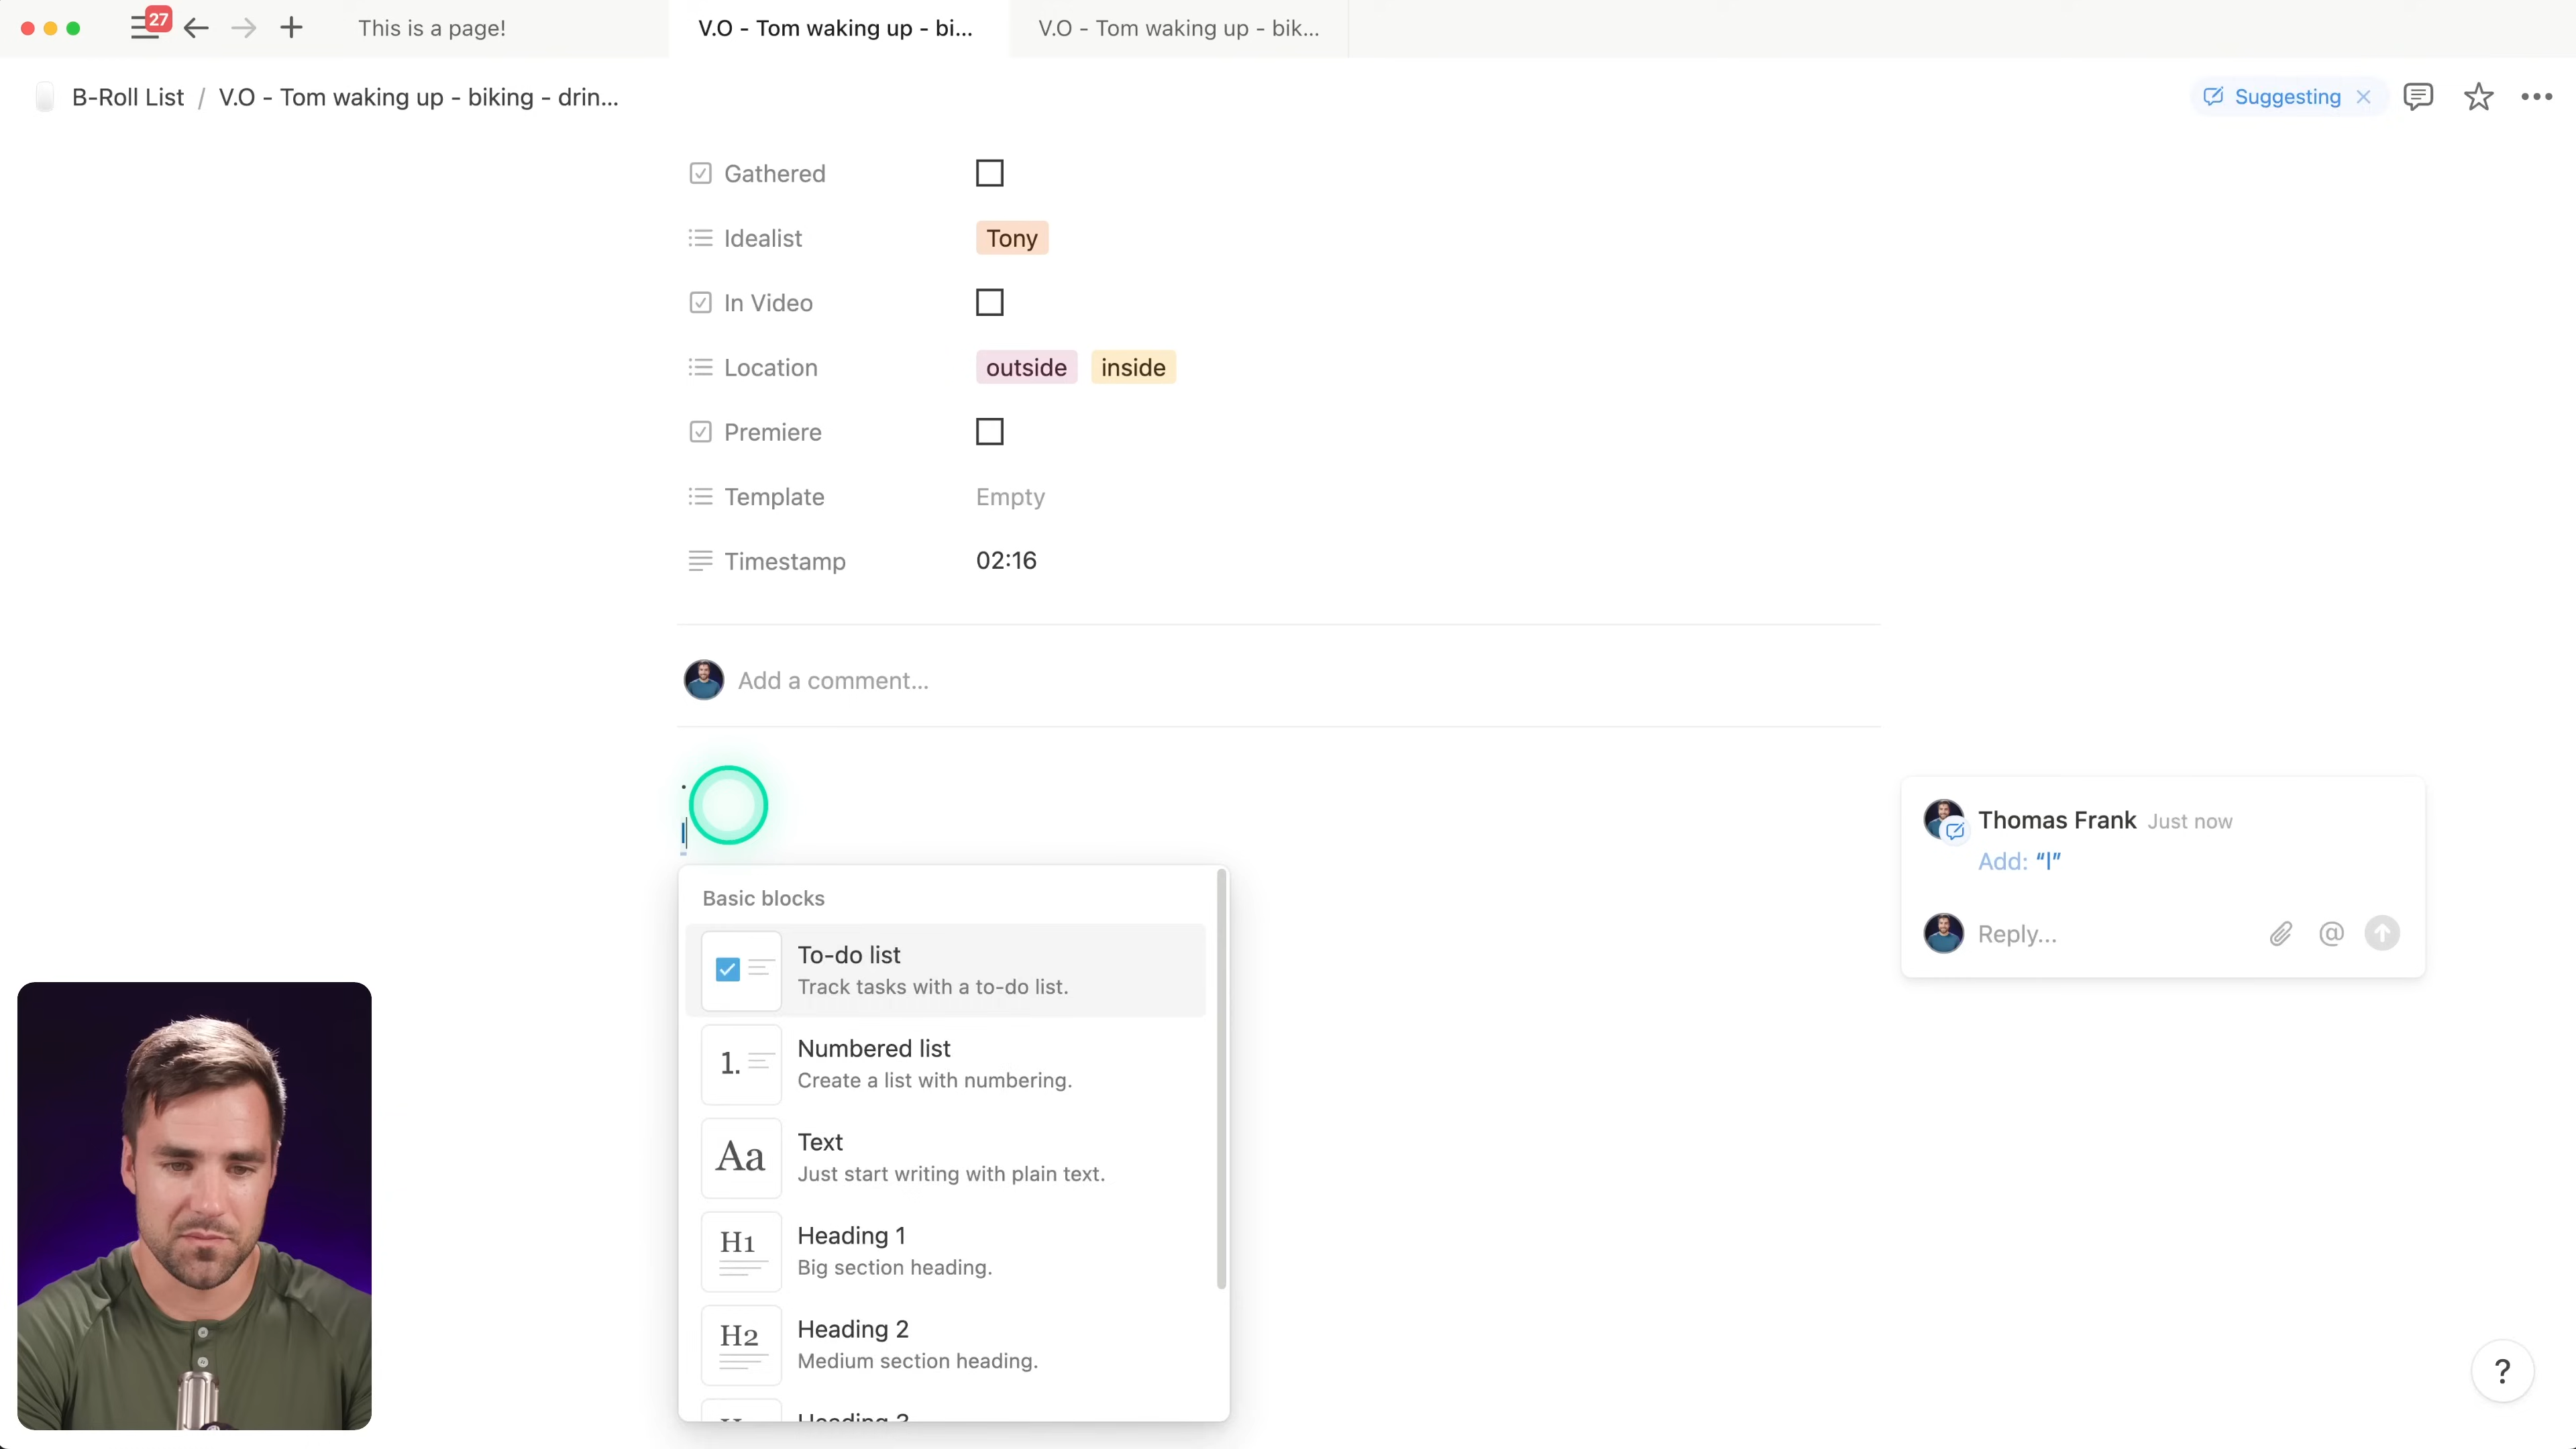 27
This is a page!
V.O - Tom waking up - bi...
V.O - Tom waking up - bik...
B-Roll List / V.O - Tom waking up - biking - drin...
Suggesting
Gathered
Idealist Tony
In Video
Location outside inside
Premiere
Template Empty
Timestamp 02:16
Add a comment...
Thomas Frank Just now
Add: “l”
Reply...
Basic blocks
To-do list
Track tasks with a to-do list.
1. Numbered list
Create a list with numbering.
Aa Text
Just start writing with plain text.
H1 Heading 1
Big section heading.
H2 Heading 2
Medium section heading.
Heading 3
?